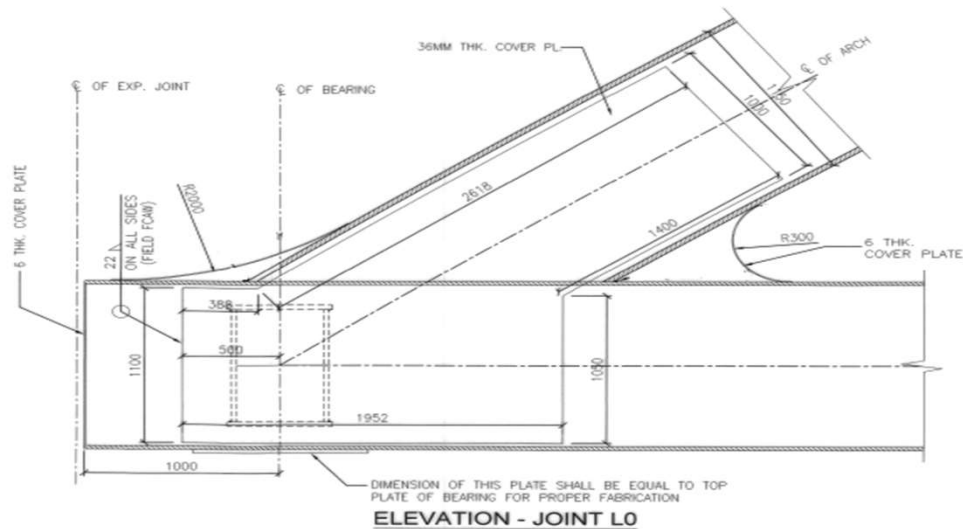 36MM THK. COVER PL.
℄ OF ARCH
℄ OF EXP. JOINT
℄ OF BEARING
1000
1150
6 THK. COVER PLATE
22
ON ALL SIDES
(FIELD FCAW)
R2000
2618
1400
R300
6 THK.
COVER PLATE
388
500
1100
1050
1952
1000
DIMENSION OF THIS PLATE SHALL BE EQUAL TO TOP
PLATE OF BEARING FOR PROPER FABRICATION
ELEVATION - JOINT L0